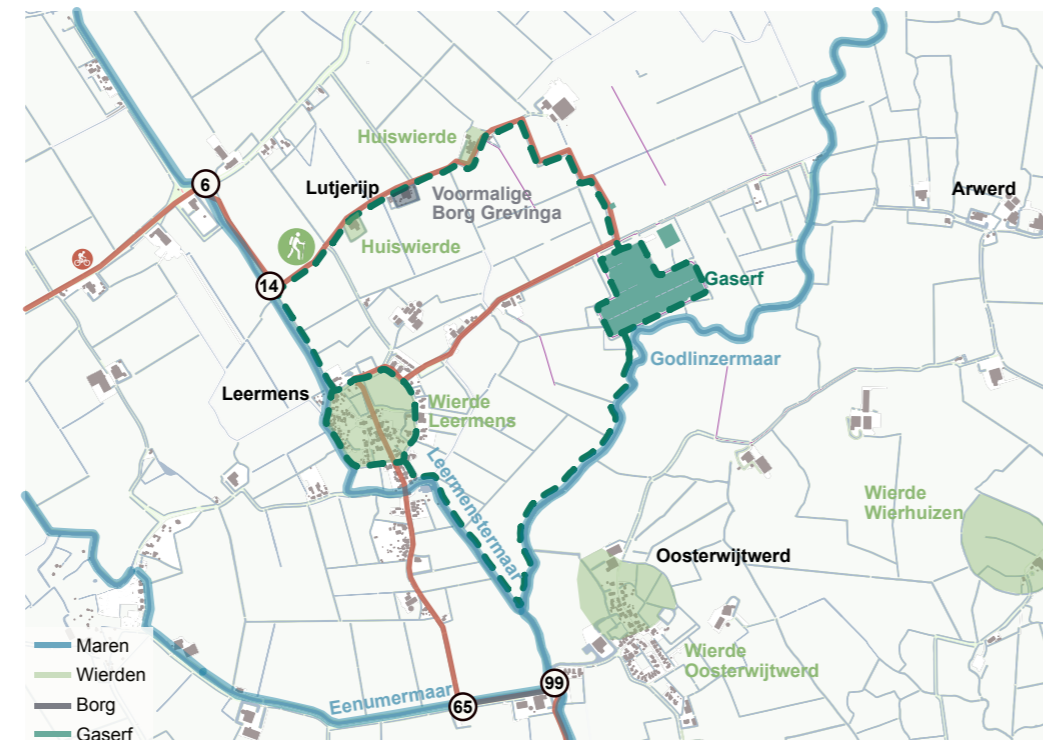 Huiswierde
6
Lutjerijp
Arwerd
Voormalige
Borg Grevinga
Huiswierde
14
Gaserf
Godlinzermaar
Leermens
Wierde
Leermens
Leermenstermaar
Wierde
Wierhuizen
Oosterwijtwerd
Wierde
Oosterwijtwerd
99
Eenumermaar
65
Maren
Wierden
Borg
Gaserf